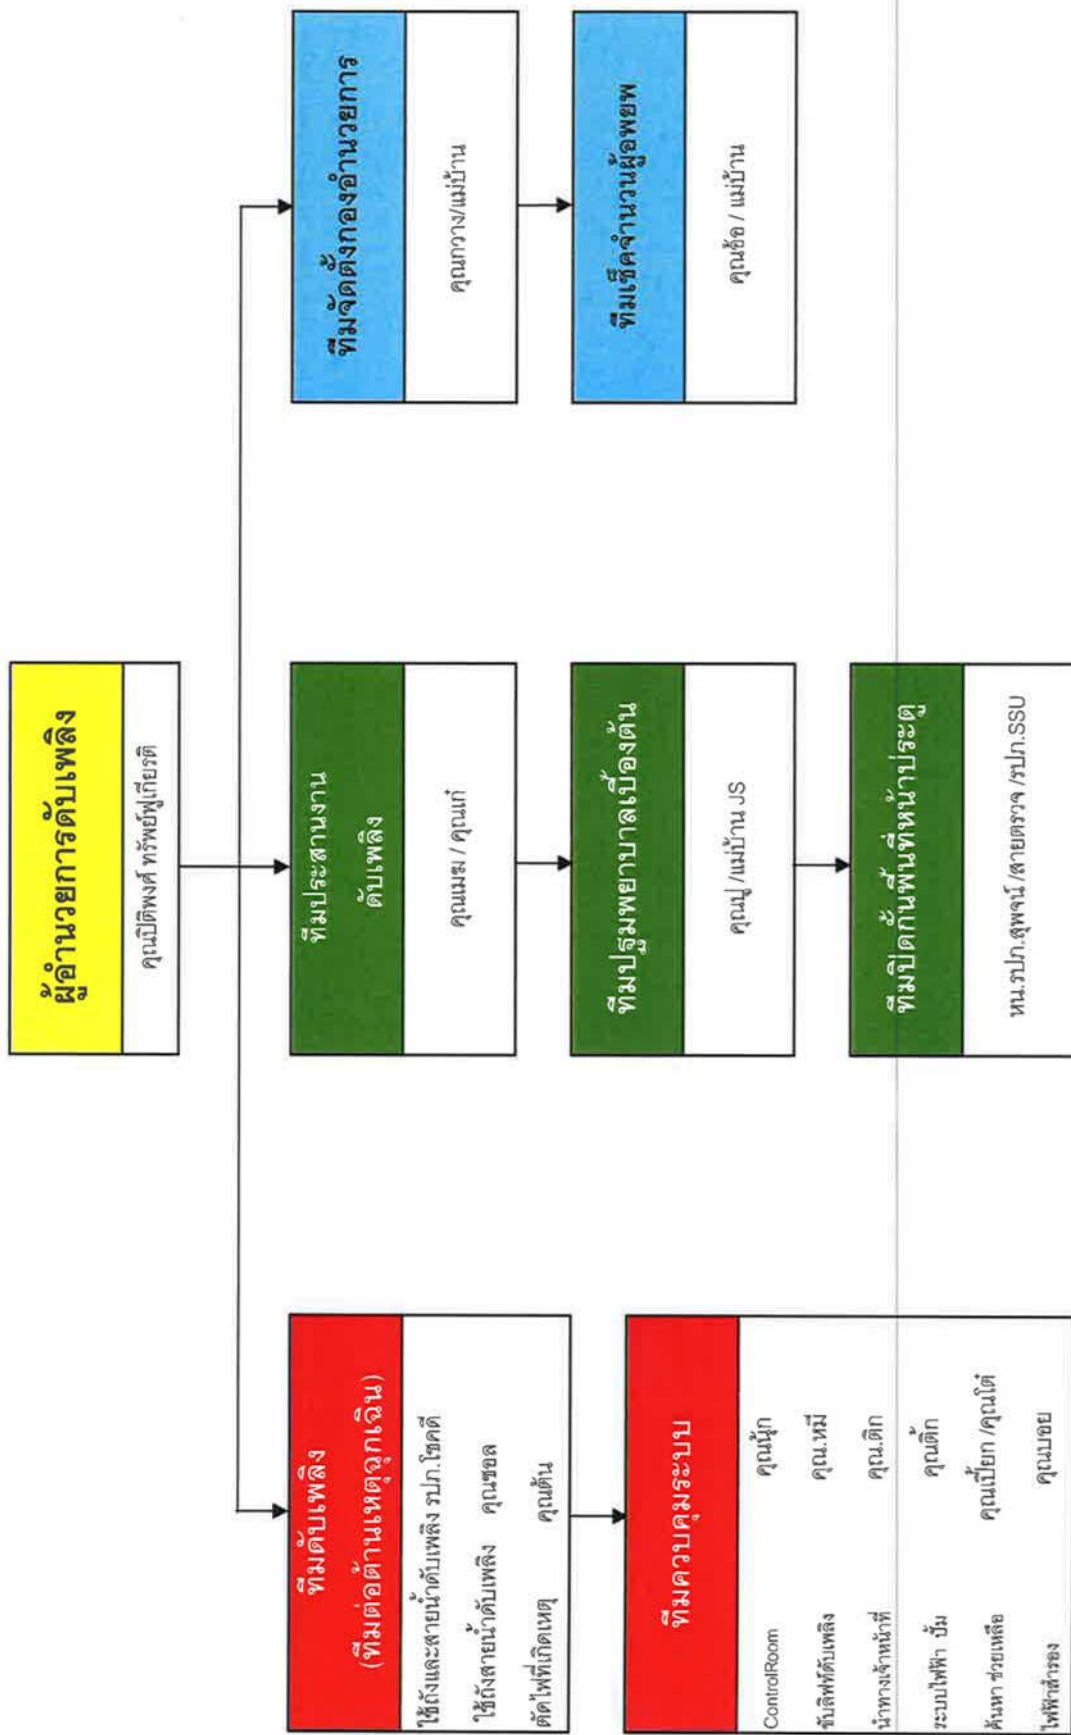 ผู้อำนวยการดับเพลิง
คุณปิติพงศ์ ทรัพย์ฟูเกียรติ
ทีมดับเพลิง
(ทีมต่อต้านเหตุฉุกเฉิน)
ใช้ถังและสายน้ำดับเพลิง รปภ.โชคดี
ใช้ถังสายน้ำดับเพลิง คุณชอล
ตัดไฟที่เกิดเหตุ คุณต้น
ทีมควบคุมระบบ
ControlRoom คุณนุ้ก
ขับลิฟท์ดับเพลิง คุณ.หมี
นำทางเจ้าหน้าที่ คุณ.ติก
ระบบไฟฟ้า ปั้ม คุณติ๊ก
ค้นหา ช่วยเหลือ คุณเปี๊ยก /คุณโต๋
ไฟฟ้าสำรอง คุณบอย
ทีมประสานงาน
ดับเพลิง
คุณเมฆ / คุณเก๋
ทีมปฐมพยาบาลเบื้องต้น
คุณปู /แม่บ้าน JS
ทีมปิดกั้นพื้นที่หน้าประตู
หน.รปภ.สุพจน์ /สายตรวจ /รปภ.SSU
ทีมจัดตั้งกองอำนวยการ
คุณกวาง/แม่บ้าน
ทีมเช็คจำนวนผู้อพยพ
คุณช้อ / แม่บ้าน